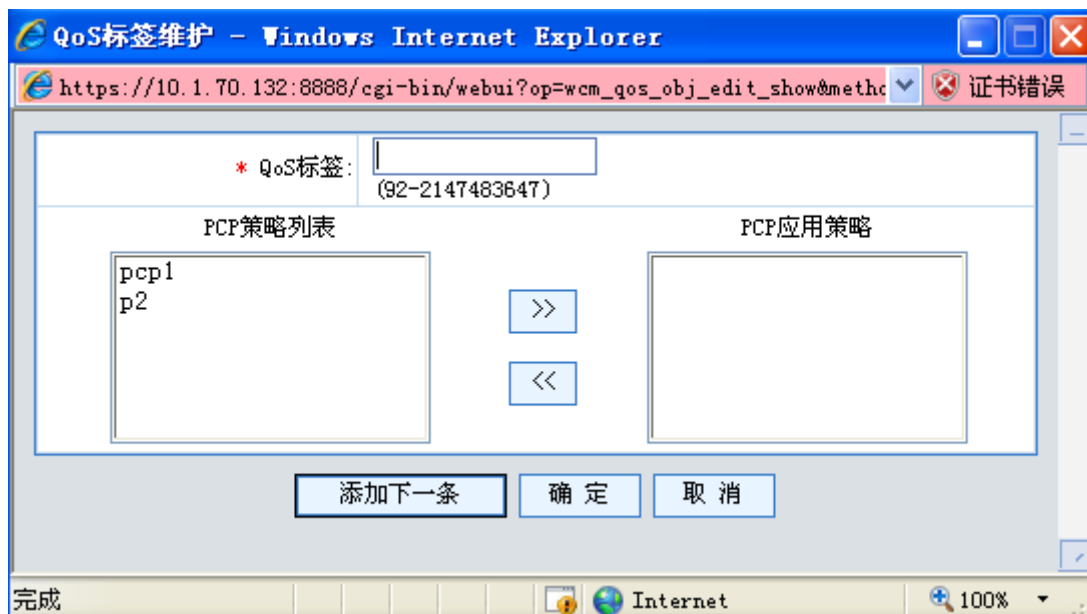 QoS标签维护 - Windows Internet Explorer
https://10.1.70.132:8888/cgi-bin/webui?op=wcm_qos_obj_edit_show&methc 证书错误
* QoS标签:
(92-2147483647)
PCP策略列表 PCP应用策略
pcp1
p2
>>
<<
添加下一条 确 定 取 消
完成 Internet 100%